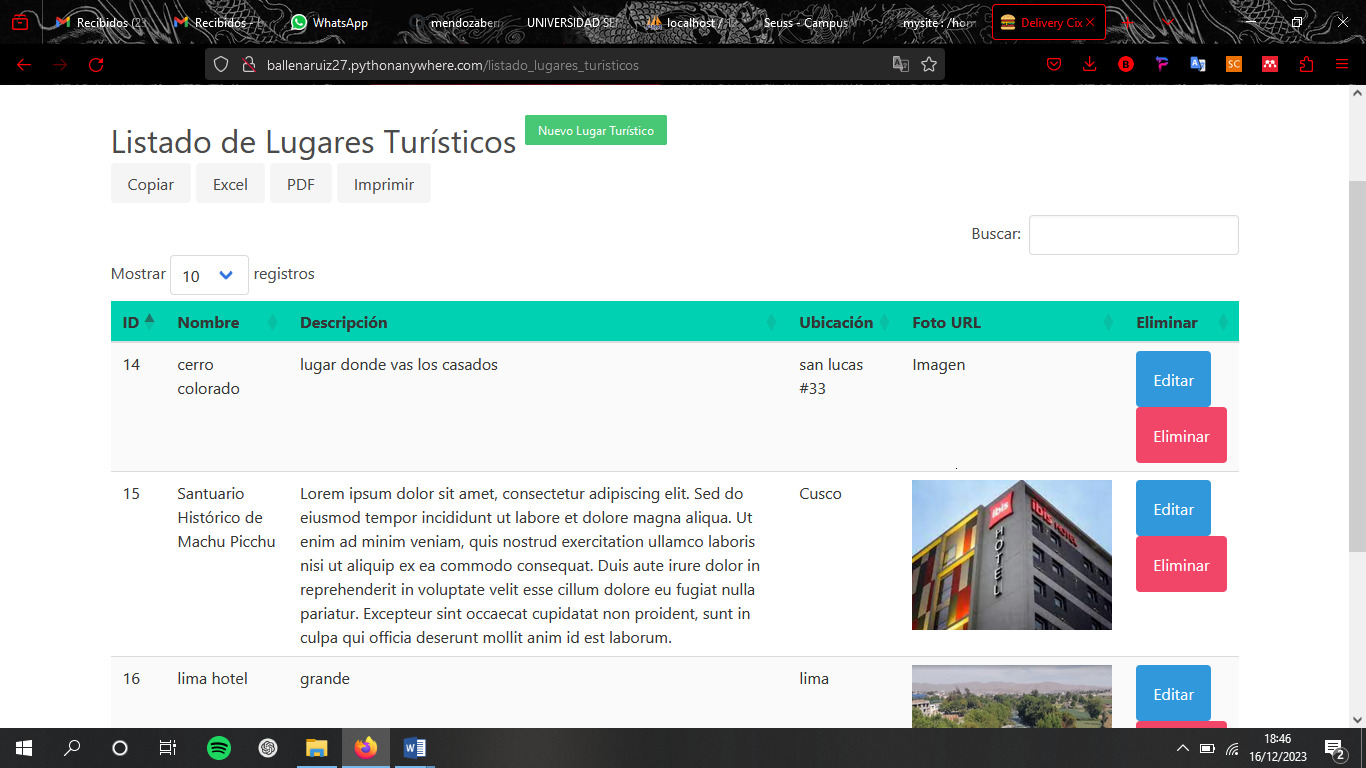 Recibidos (23
Recibidos
WhatsApp
UNIVERSIDAD
localhost /
Seuss - Campus
mysite : /hom
Delivery Cix
ballenaruiz27.pythonanywhere.com/listado_lugares_turisticos
Listado de Lugares Turísticos
Nuevo Lugar Turístico
Copiar Excel PDF Imprimir
Buscar:
Mostrar 10 registros
ID Nombre Descripción Ubicación Foto URL Eliminar
14 cerro colorado
lugar donde vas los casados
san lucas #33
Imagen
Editar
Eliminar
15 Santuario
Histórico de
Machu Picchu
Lorem ipsum dolor sit amet, consectetur adipiscing elit. Sed do
eiusmod tempor incididunt ut labore et dolore magna aliqua. Ut
enim ad minim veniam, quis nostrud exercitation ullamco laboris
nisi ut aliquip ex ea commodo consequat. Duis aute irure dolor in
reprehenderit in voluptate velit esse cillum dolore eu fugiat nulla
pariatur. Excepteur sint occaecat cupidatat non proident, sunt in
culpa qui officia deserunt mollit anim id est laborum.
Cusco
ibis
HOTEL
ibis HOTEL
Editar
Eliminar
16 lima hotel grande lima
Editar
18:46
16/12/2023
2